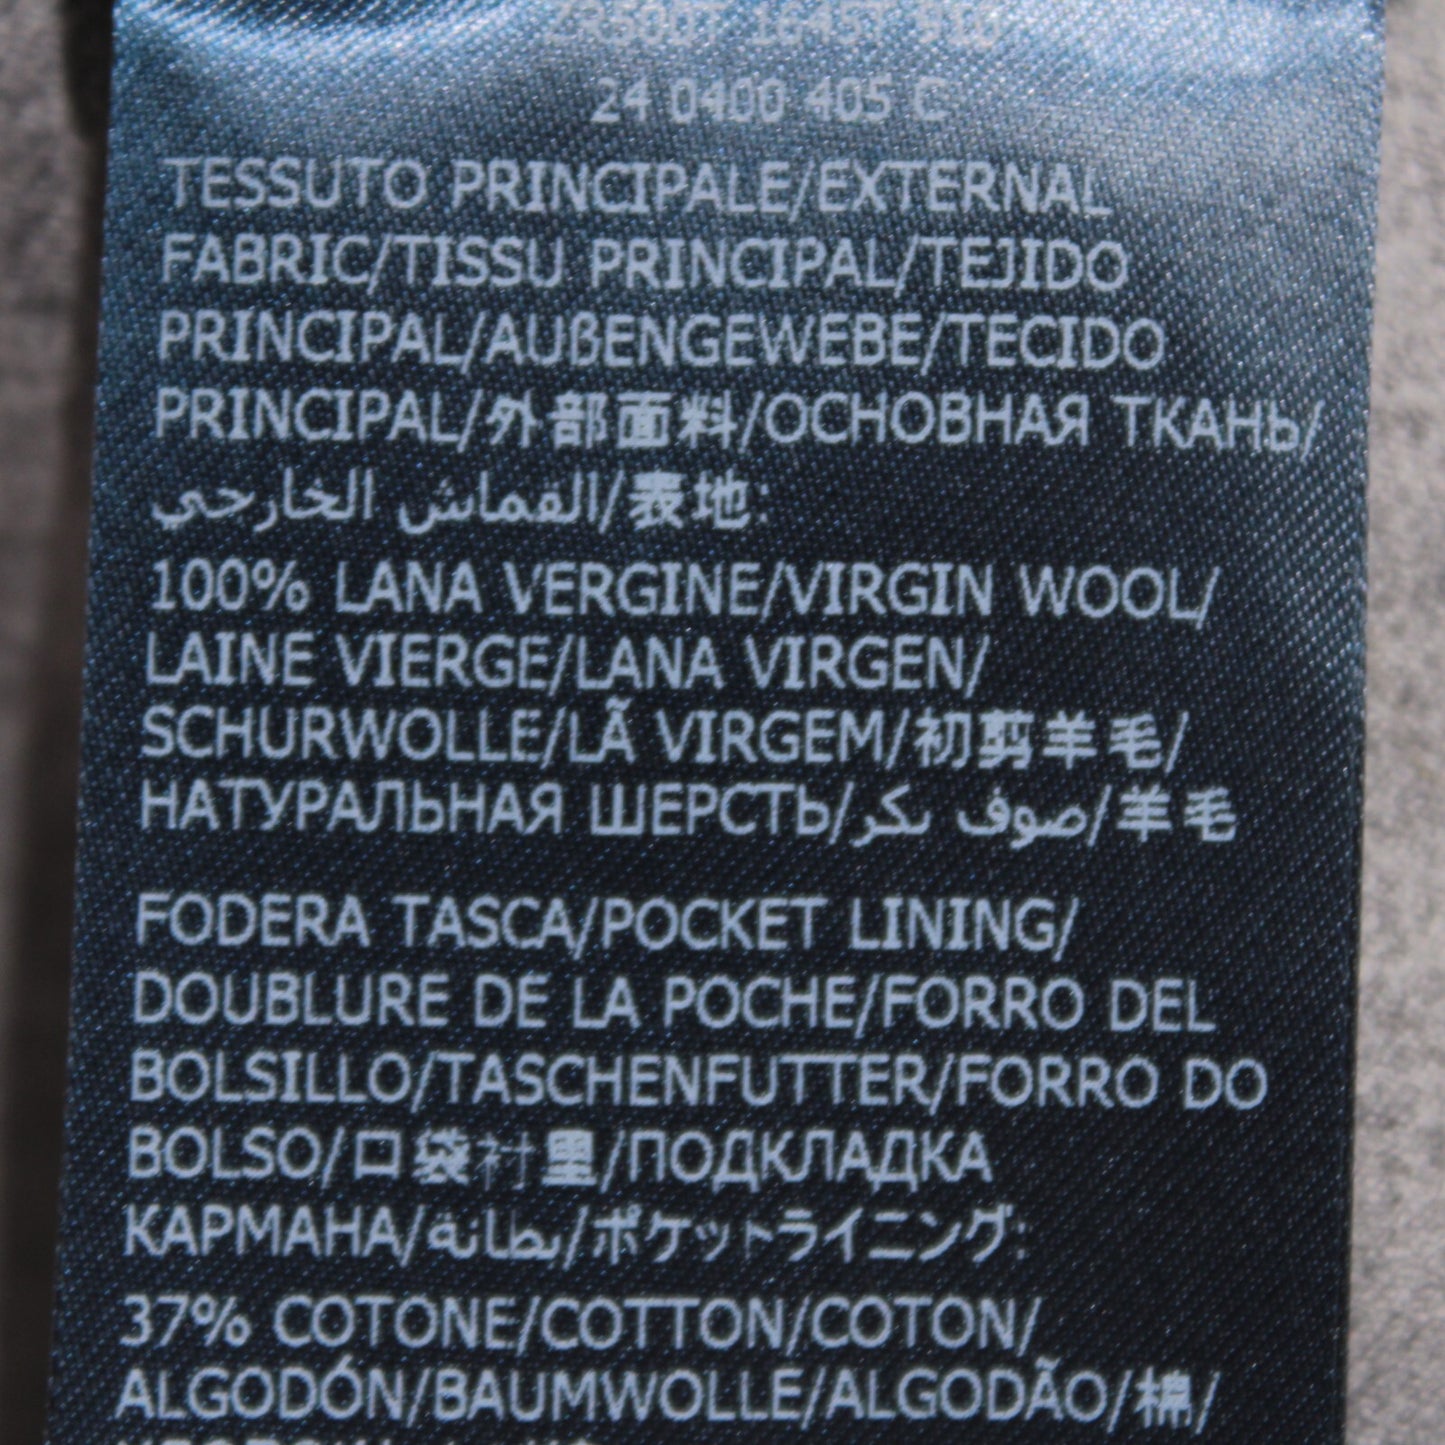 24 0400 405 C
TESSUTO PRINCIPALE/EXTERNAL
FABRIC/TISSU PRINCIPAL/TEJIDO
PRINCIPAL/AUßENGEWEBE/TECIDO
PRINCIPAL/外部面料/ОСНОВНАЯ ТКАНЬ/
القماش الخارجي/表地:
100% LANA VERGINE/VIRGIN WOOL/
LAINE VIERGE/LANA VIRGEN/
SCHURWOLLE/LÃ VIRGEM/初剪羊毛/
НАТУРАЛЬНАЯ ШЕРСТЬ/صوف بكر/羊毛
FODERA TASCA/POCKET LINING/
DOUBLURE DE LA POCHE/FORRO DEL
BOLSILLO/TASCHENFUTTER/FORRO DO
BOLSO/口袋衬里/ПОДКЛАДКА
КАРМАНА/بطانة/ポケットライニング:
37% COTONE/COTTON/COTON/
ALGODÓN/BAUMWOLLE/ALGODÃO/棉/